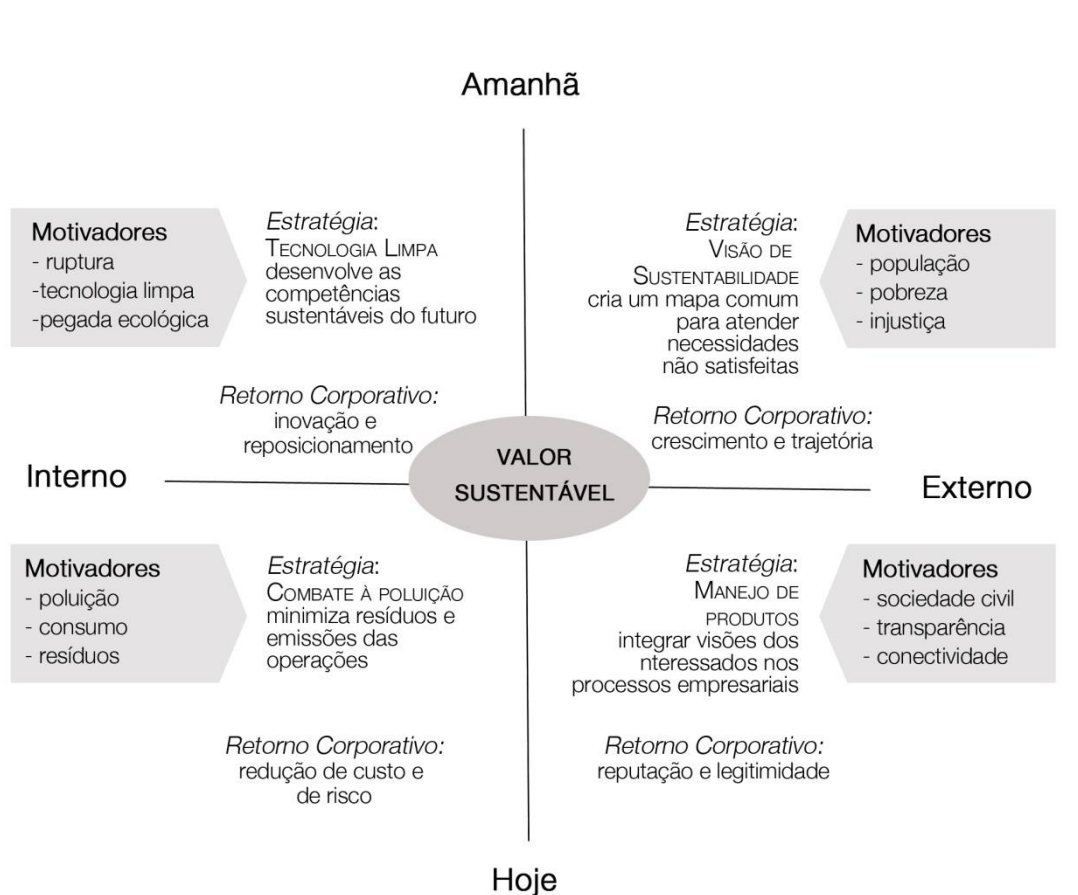 Amanhã
Motivadores
- ruptura
-tecnologia limpa
-pegada ecológica
Estratégia:
TECNOLOGIA LIMPA
desenvolve as
competências
sustentáveis do futuro
Retorno Corporativo:
inovação e
reposicionamento
Estratégia:
VISÃO DE
SUSTENTABILIDADE
cria um mapa comum
para atender
necessidades
não satisfeitas
Motivadores
- população
- pobreza
- injustiça
Retorno Corporativo:
crescimento e trajetória
Interno
VALOR
SUSTENTÁVEL
Externo
Motivadores
- poluição
- consumo
- resíduos
Estratégia:
COMBATE À POLUIÇÃO
minimiza resíduos e
emissões das
operações
Retorno Corporativo:
redução de custo e
de risco
Estratégia:
MANEJO DE
PRODUTOS
integrar visões dos
nteressados nos
processos empresariais
Motivadores
- sociedade civil
- transparência
- conectividade
Retorno Corporativo:
reputação e legitimidade
Hoje